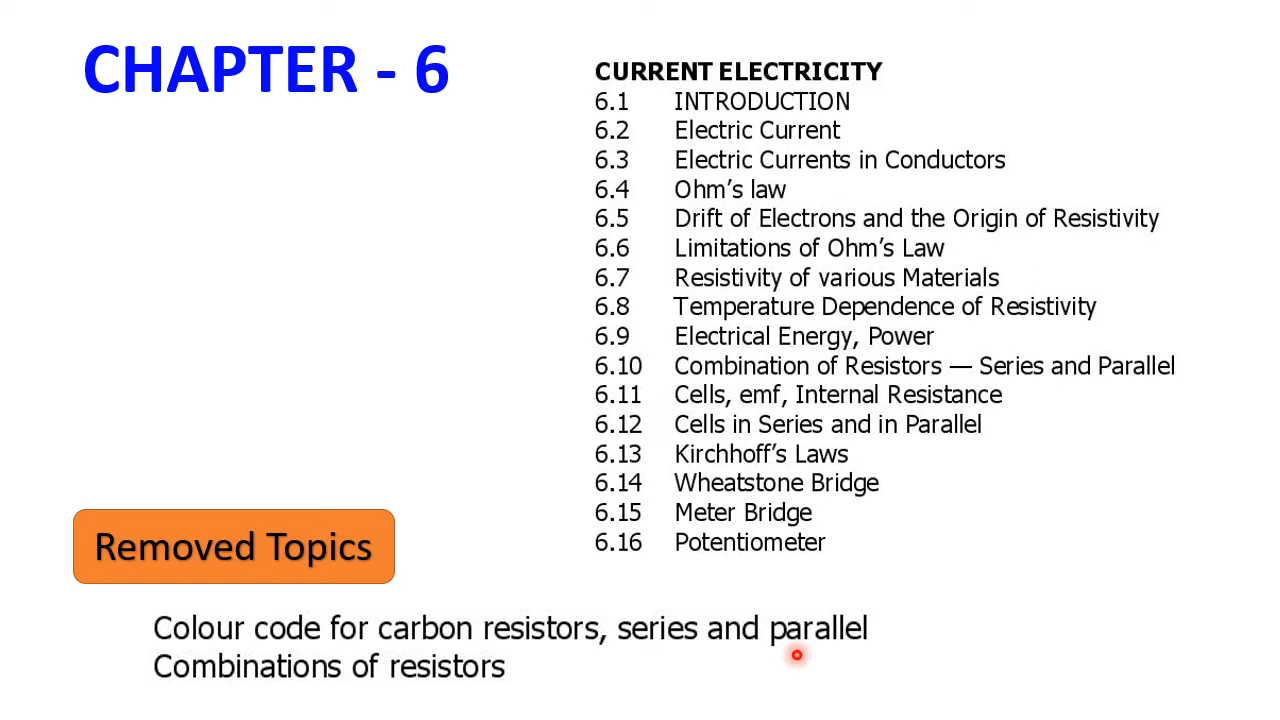 CHAPTER - 6
CURRENT ELECTRICITY
6.1 INTRODUCTION
6.2 Electric Current
6.3 Electric Currents in Conductors
6.4 Ohm’s law
6.5 Drift of Electrons and the Origin of Resistivity
6.6 Limitations of Ohm’s Law
6.7 Resistivity of various Materials
6.8 Temperature Dependence of Resistivity
6.9 Electrical Energy, Power
6.10 Combination of Resistors — Series and Parallel
6.11 Cells, emf, Internal Resistance
6.12 Cells in Series and in Parallel
6.13 Kirchhoff’s Laws
6.14 Wheatstone Bridge
6.15 Meter Bridge
6.16 Potentiometer
Removed Topics
Colour code for carbon resistors, series and parallel
Combinations of resistors